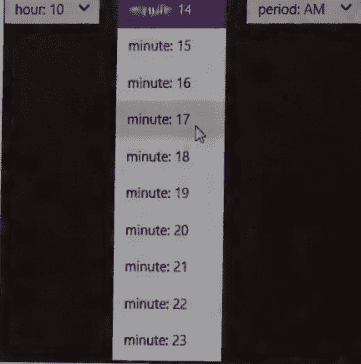 hour: 10
minute: 14
period: AM
minute: 15
minute: 16
minute: 17
minute: 18
minute: 19
minute: 20
minute: 21
minute: 22
minute: 23